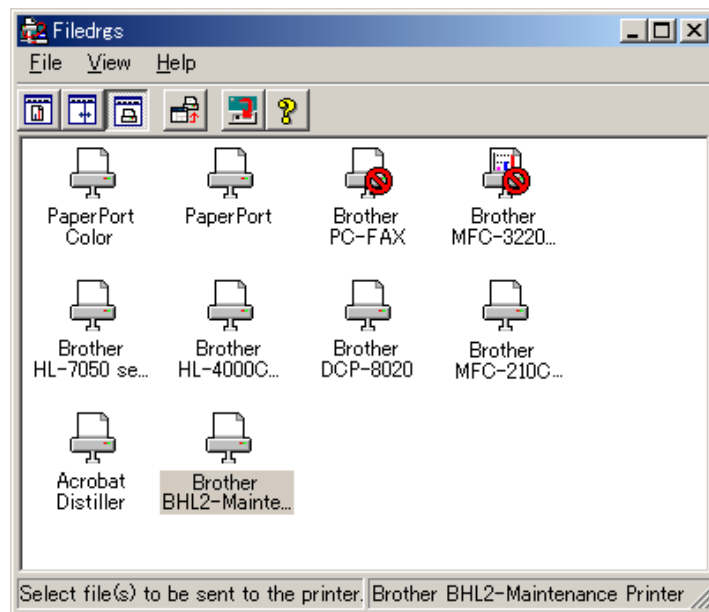 Filedrgs
File View Help
PaperPort Color
PaperPort
Brother PC-FAX
Brother MFC-3220...
Brother HL-7050 se...
Brother HL-4000C...
Brother DCP-8020
Brother MFC-210C...
Acrobat Distiller
Brother BHL2-Mainte...
Select file(s) to be sent to the printer. Brother BHL2-Maintenance Printer